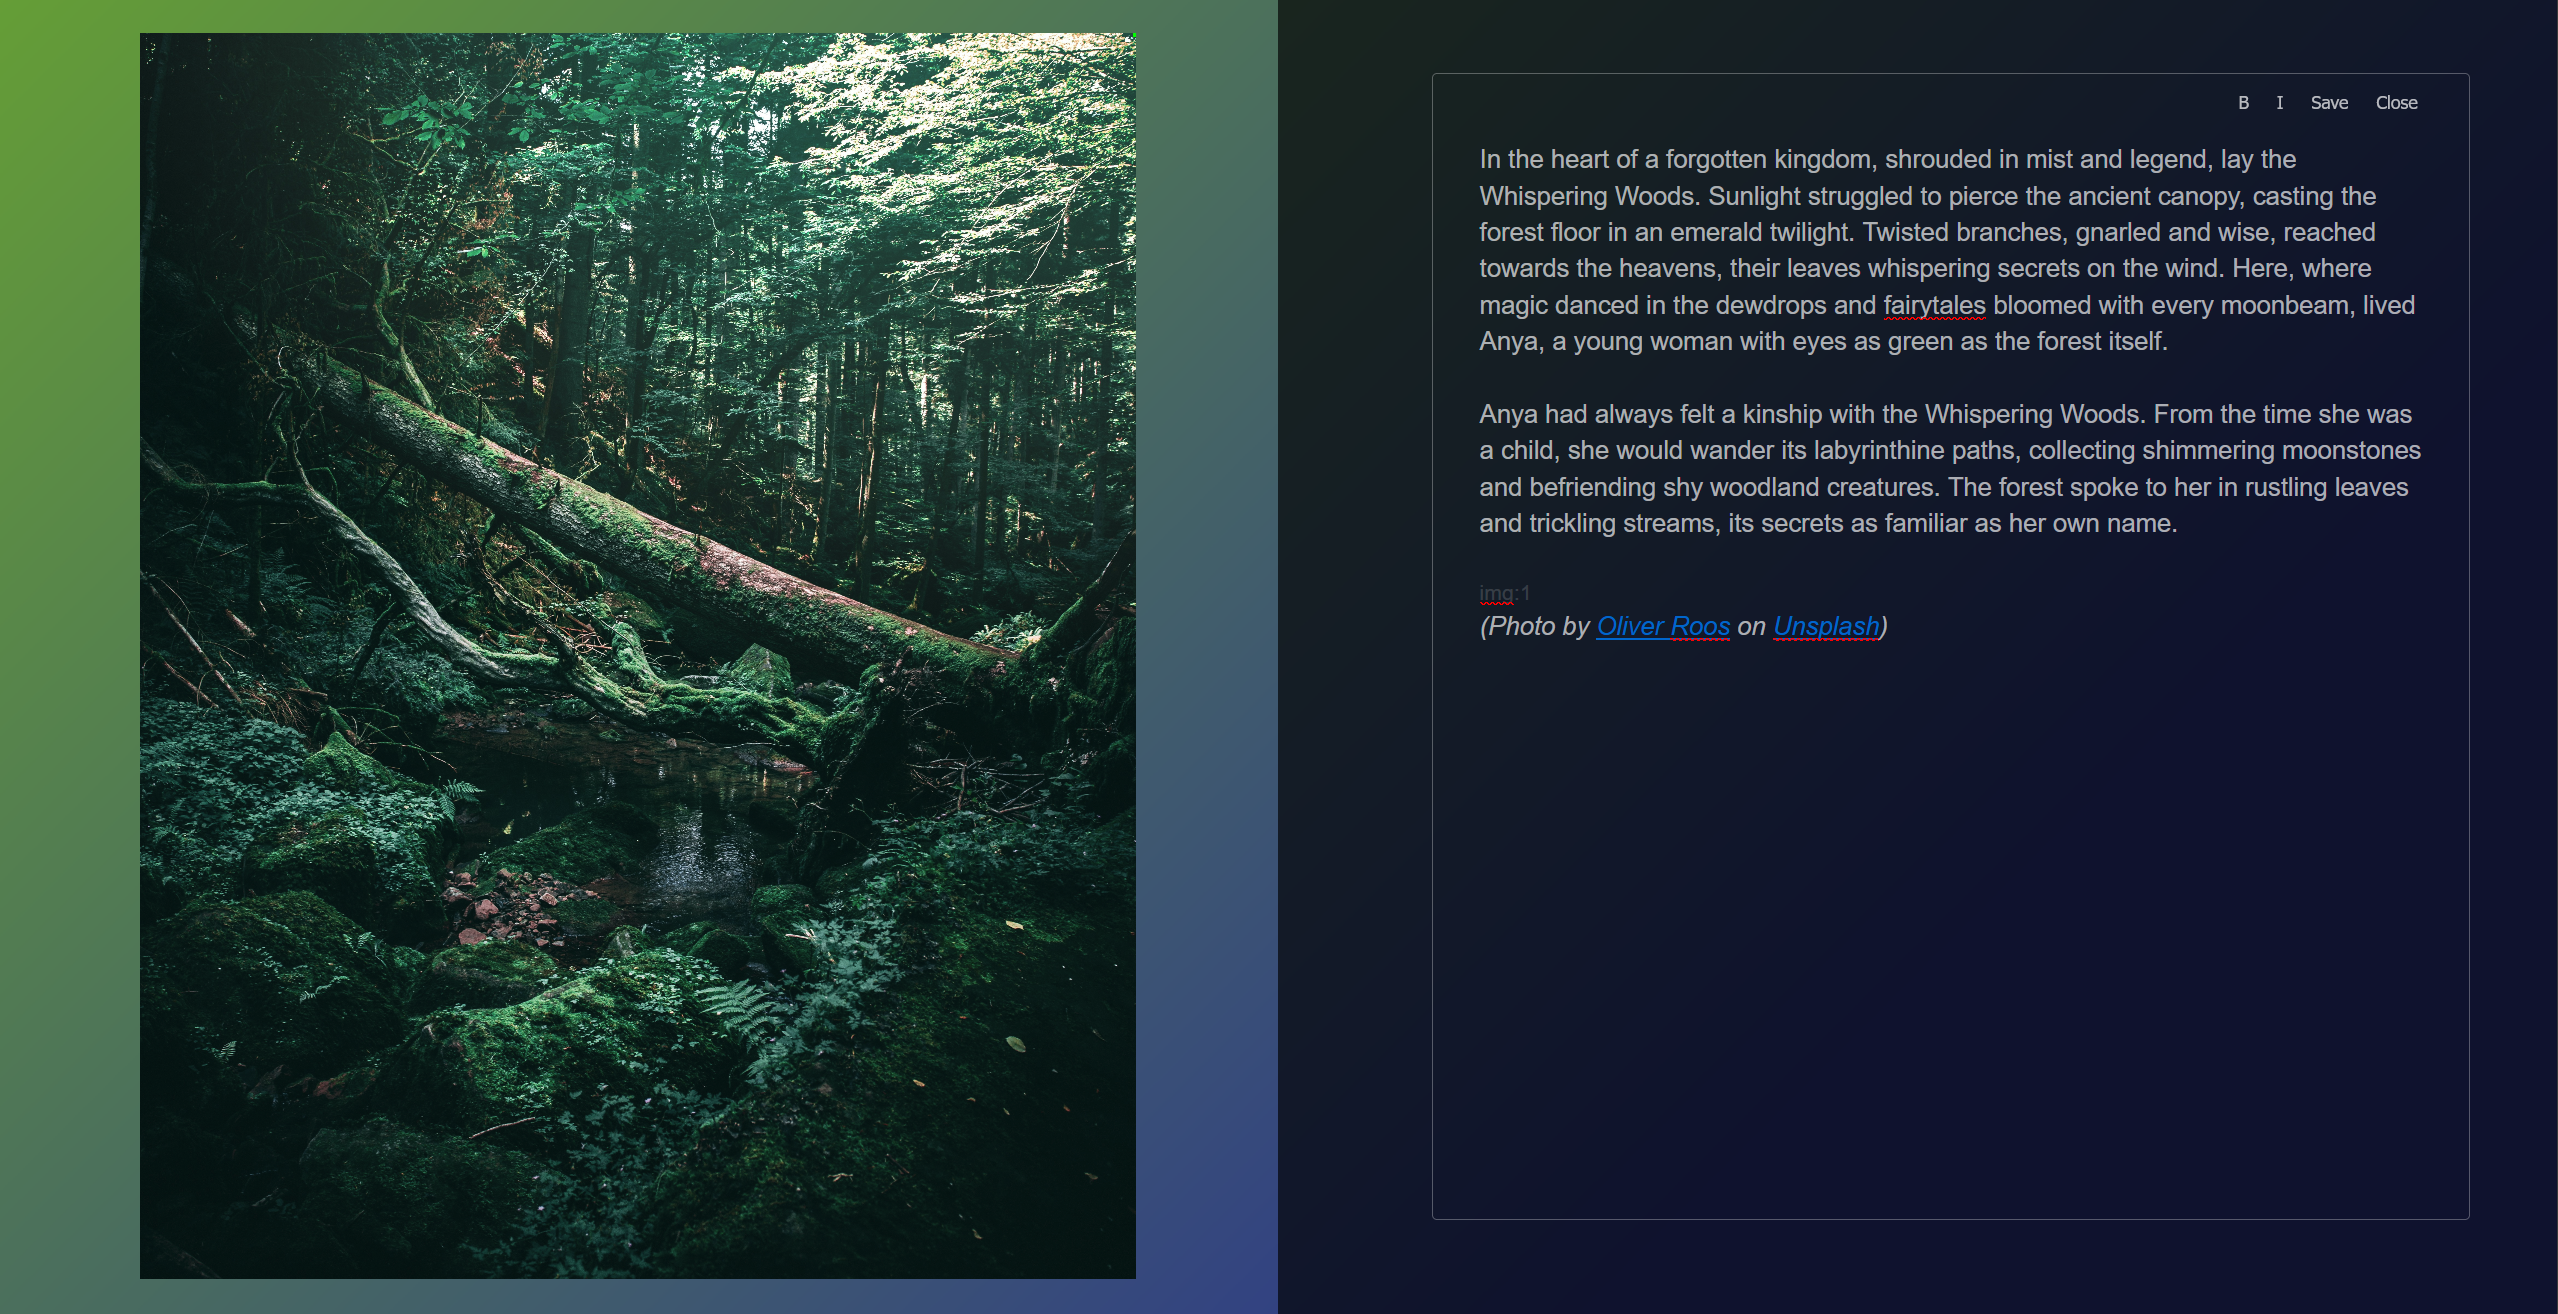 B I Save Close
In the heart of a forgotten kingdom, shrouded in mist and legend, lay the
Whispering Woods. Sunlight struggled to pierce the ancient canopy, casting the
forest floor in an emerald twilight. Twisted branches, gnarled and wise, reached
towards the heavens, their leaves whispering secrets on the wind. Here, where
magic danced in the dewdrops and fairytales bloomed with every moonbeam, lived
Anya, a young woman with eyes as green as the forest itself.
Anya had always felt a kinship with the Whispering Woods. From the time she was
a child, she would wander its labyrinthine paths, collecting shimmering moonstones
and befriending shy woodland creatures. The forest spoke to her in rustling leaves
and trickling streams, its secrets as familiar as her own name.
img:1
(Photo by Oliver Roos on Unsplash)